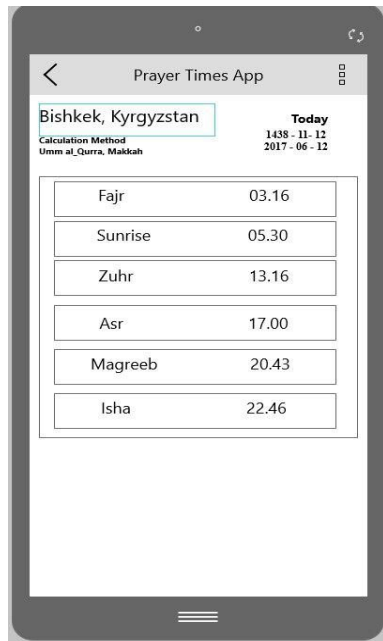 Prayer Times App
Bishkek, Kyrgyzstan
Calculation Method
Umm al_Qurra, Makkah
Today
1438 - 11- 12
2017 - 06 - 12
Fajr 03.16
Sunrise 05.30
Zuhr 13.16
Asr 17.00
Magreeb 20.43
Isha 22.46